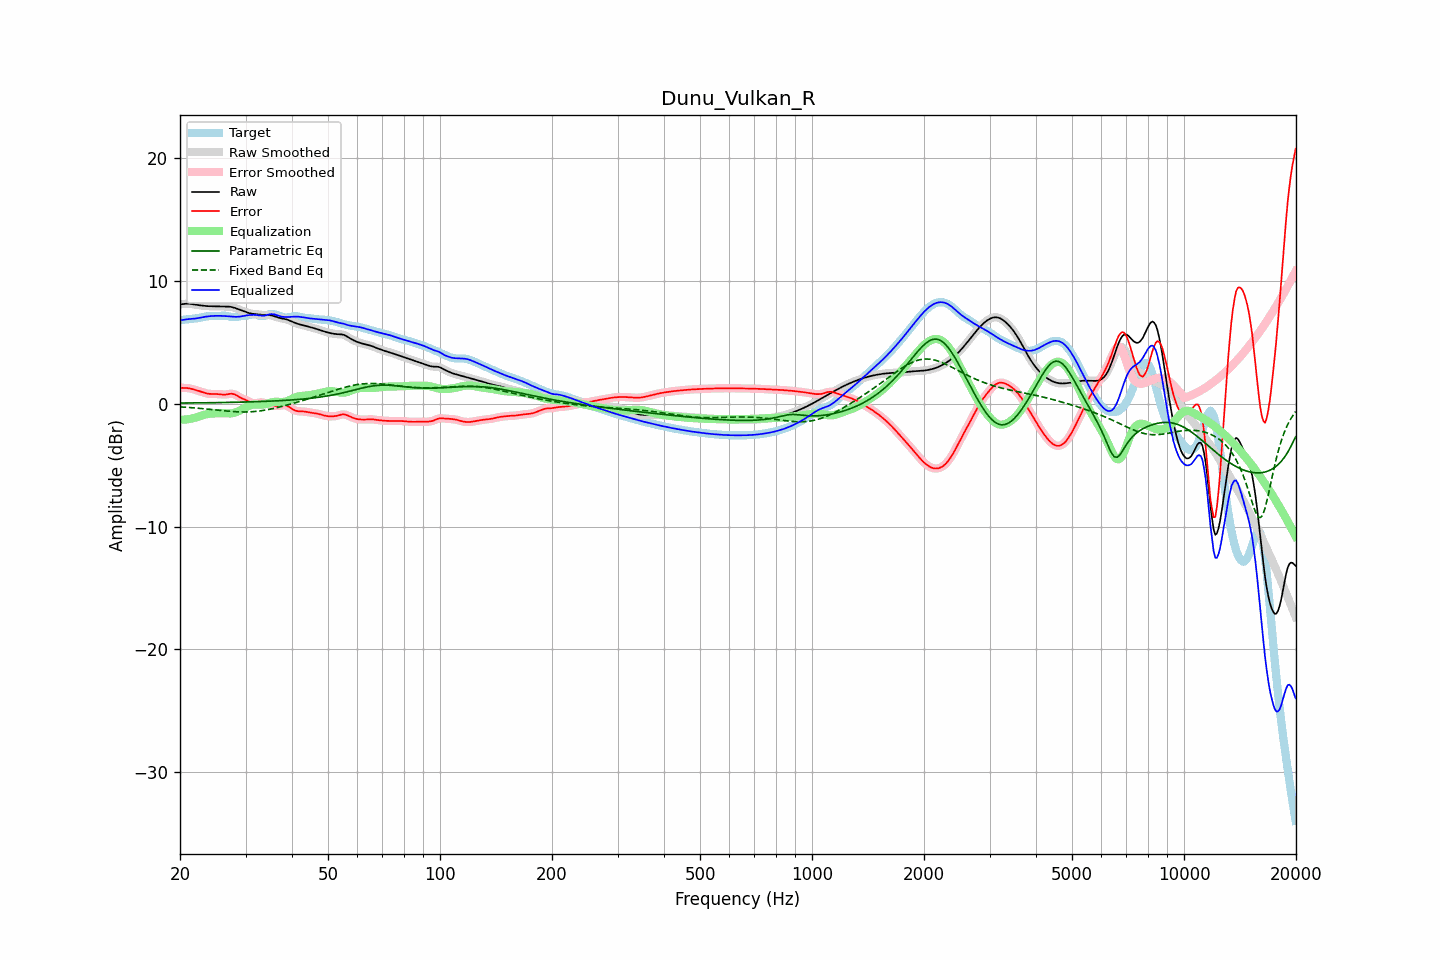 Dunu_Vulkan_R
Target
Raw Smoothed
Error Smoothed
Raw
Error
Equalization
Parametric Eq
Fixed Band Eq
Equalized
Amplitude (dBr)
20
10
0
−10
−20
−30
20 50 100 200 500 1000 2000 5000 10000 20000
Frequency (Hz)